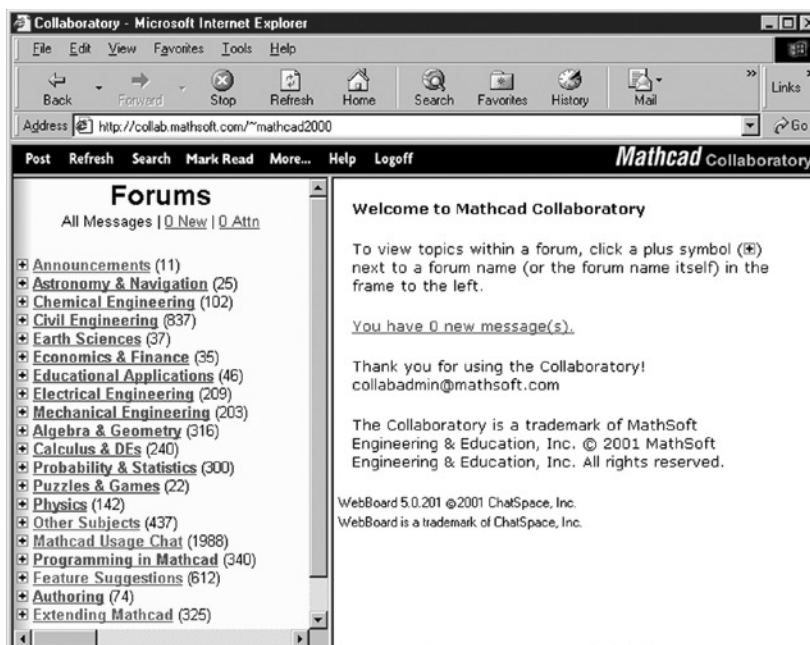 Collaboratory - Microsoft Internet Explorer
File Edit View Favorites Tools Help
Back Forward Stop Refresh Home Search Favorites History Mail » Links »
Address http://collab.mathsoft.com/~mathcad2000 Go
Post Refresh Search Mark Read More... Help Logoff Mathcad Collaboratory
Forums
All Messages | 0 New | 0 Attn
Announcements (11)
Astronomy & Navigation (25)
Chemical Engineering (102)
Civil Engineering (837)
Earth Sciences (37)
Economics & Finance (35)
Educational Applications (46)
Electrical Engineering (209)
Mechanical Engineering (203)
Algebra & Geometry (316)
Calculus & DEs (240)
Probability & Statistics (300)
Puzzles & Games (22)
Physics (142)
Other Subjects (437)
Mathcad Usage Chat (1988)
Programming in Mathcad (340)
Feature Suggestions (612)
Authoring (74)
Extending Mathcad (325)
Welcome to Mathcad Collaboratory
To view topics within a forum, click a plus symbol (⊞)
next to a forum name (or the forum name itself) in the
frame to the left.
You have 0 new message(s).
Thank you for using the Collaboratory!
collabadmin@mathsoft.com
The Collaboratory is a trademark of MathSoft
Engineering & Education, Inc. © 2001 MathSoft
Engineering & Education, Inc. All rights reserved.
WebBoard 5.0.201 ©2001 ChatSpace, Inc.
WebBoard is a trademark of ChatSpace, Inc.